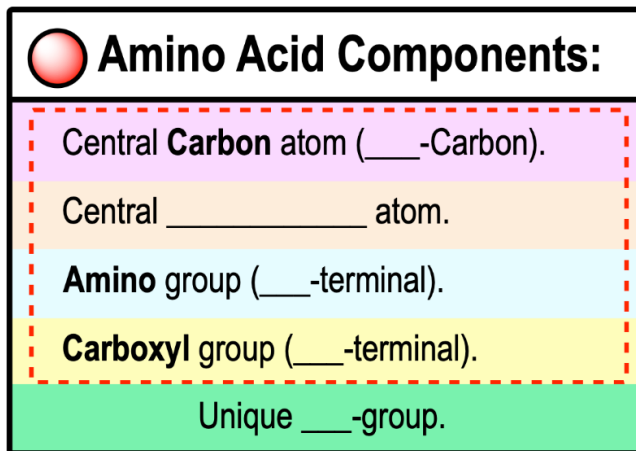 Amino Acid Components:
Central Carbon atom (___-Carbon).
Central ____________ atom.
Amino group (___-terminal).
Carboxyl group (___-terminal).
Unique ___-group.